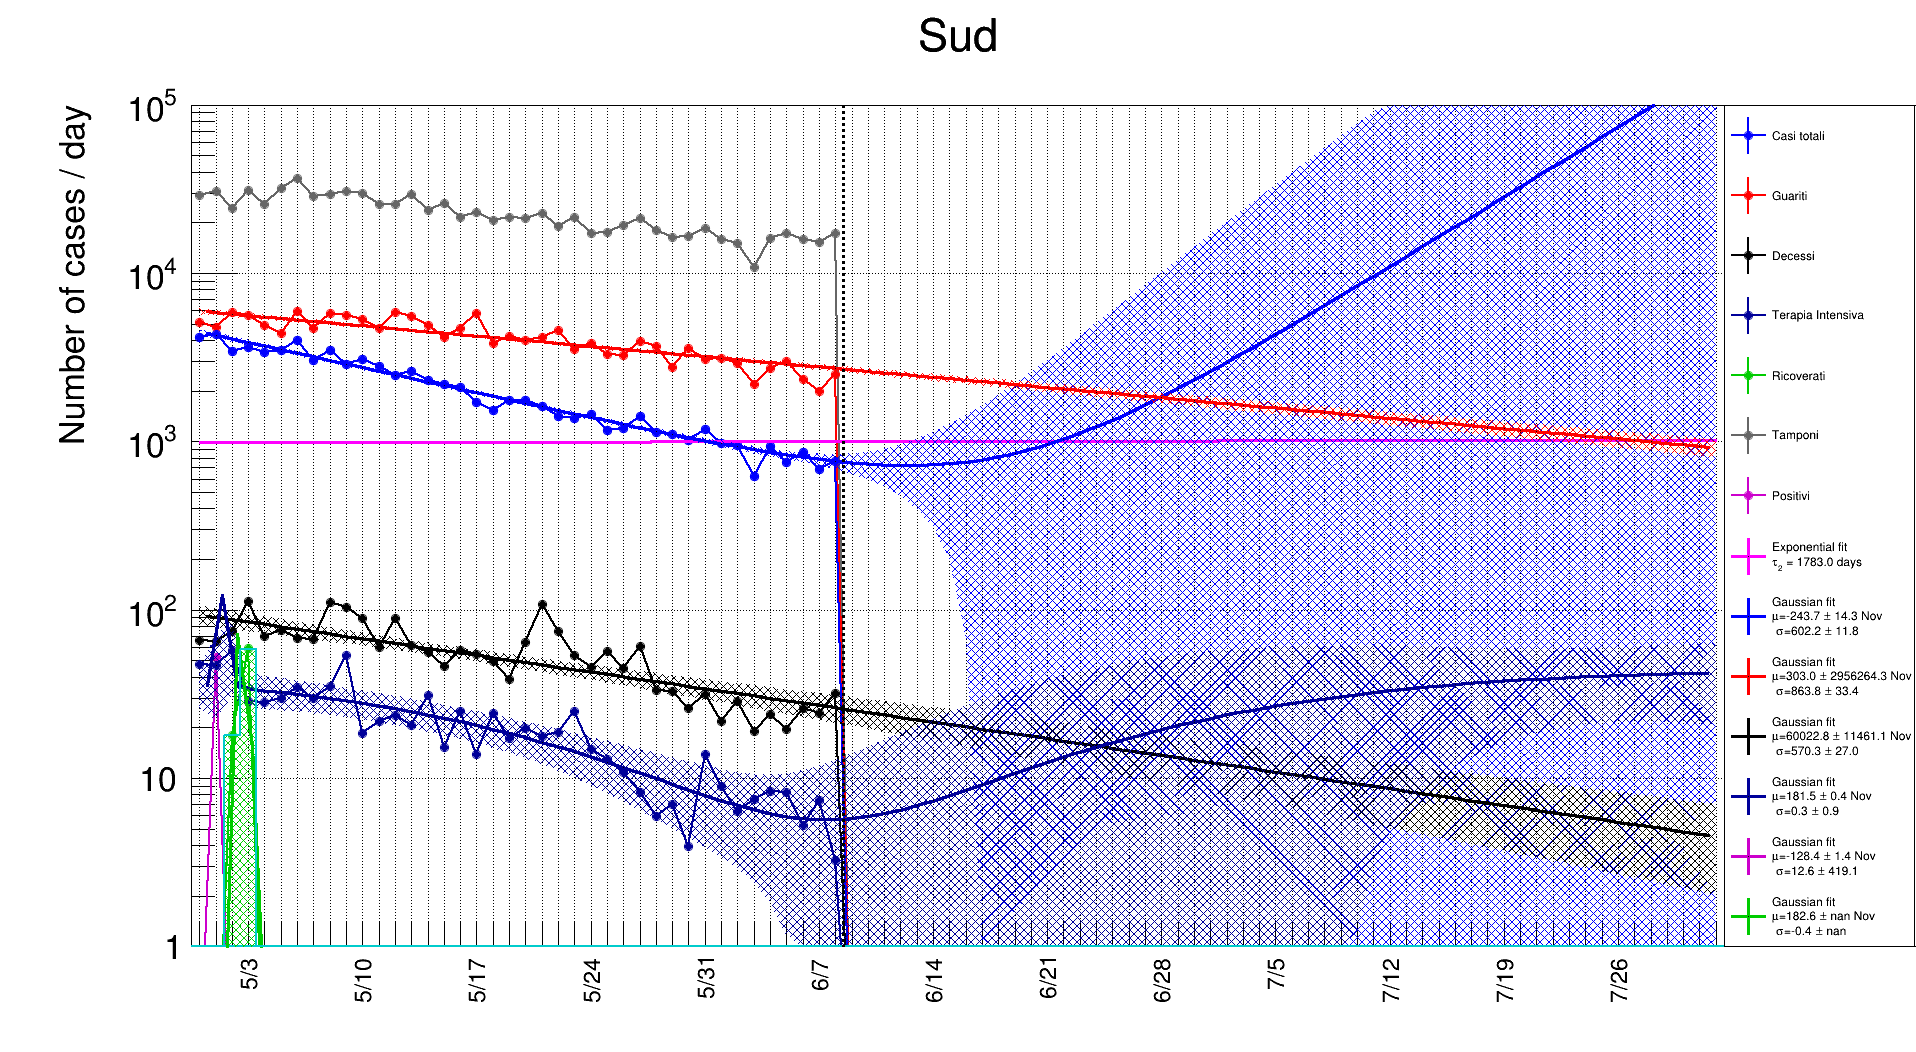 Sud
Number of cases / day
10^5
10^4
10^3
10^2
10
1
5/3
5/10
5/17
5/24
5/31
6/7
6/14
6/21
6/28
7/5
7/12
7/19
7/26
Casi totali
Guariti
Decessi
Terapia Intensiva
Ricoverati
Tamponi
Positivi
Exponential fit
τ_2 = 1783.0 days
Gaussian fit
μ=-243.7 ± 14.3 Nov
σ=602.2 ± 11.8
Gaussian fit
μ=303.0 ± 2956264.3 Nov
σ=863.8 ± 33.4
Gaussian fit
μ=60022.8 ± 11461.1 Nov
σ=570.3 ± 27.0
Gaussian fit
μ=181.5 ± 0.4 Nov
σ=0.3 ± 0.9
Gaussian fit
μ=-128.4 ± 1.4 Nov
σ=12.6 ± 419.1
Gaussian fit
μ=182.6 ± nan Nov
σ=-0.4 ± nan